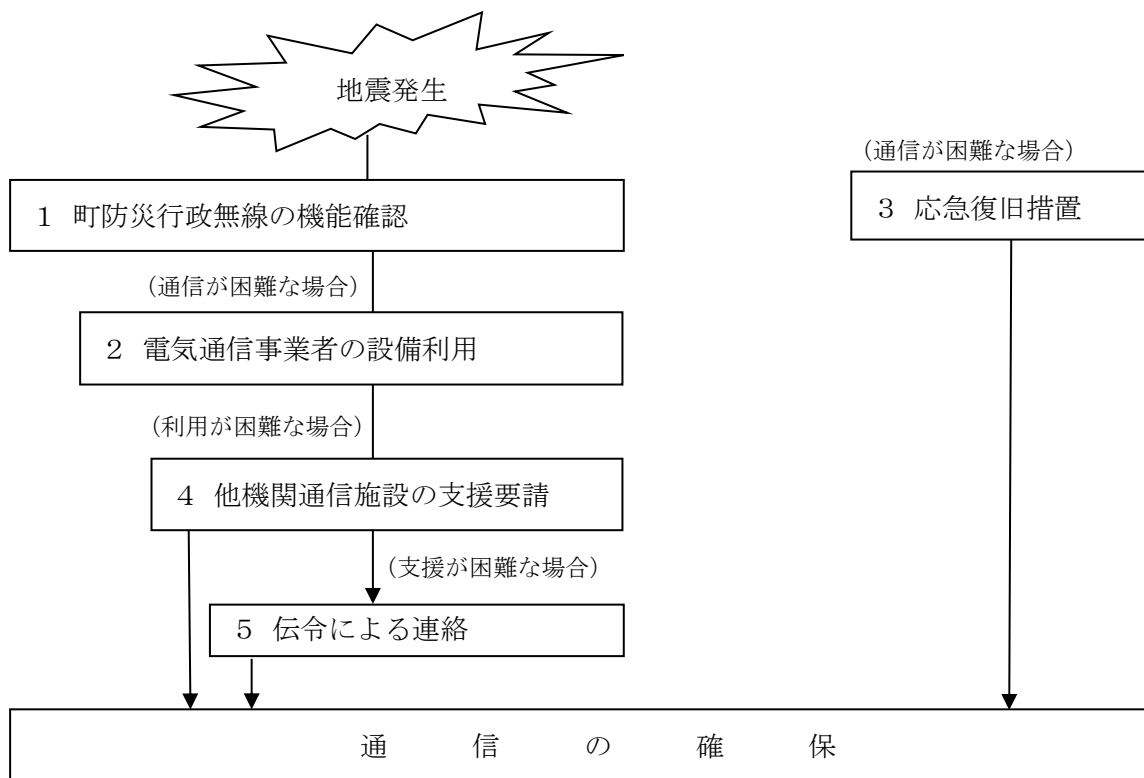 地震発生
(通信が困難な場合)
3 応急復旧措置
1 町防災行政無線の機能確認
(通信が困難な場合)
2 電気通信事業者の設備利用
(利用が困難な場合)
4 他機関通信施設の支援要請
(支援が困難な場合)
5 伝令による連絡
通 信 の 確 保